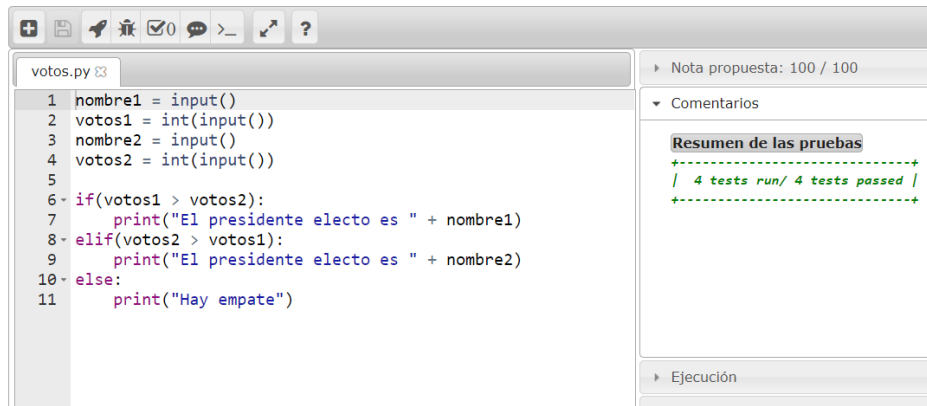 0
>_
?
votos.py
Nota propuesta: 100 / 100
1 nombre1 = input()
2 votos1 = int(input())
3 nombre2 = input()
4 votos2 = int(input())
5
6 if(votos1 > votos2):
7     print("El presidente electo es " + nombre1)
8 elif(votos2 > votos1):
9     print("El presidente electo es " + nombre2)
10 else:
11     print("Hay empate")
Comentarios
Resumen de las pruebas
+------------------------------+
|  4 tests run/ 4 tests passed |
+------------------------------+
Ejecución